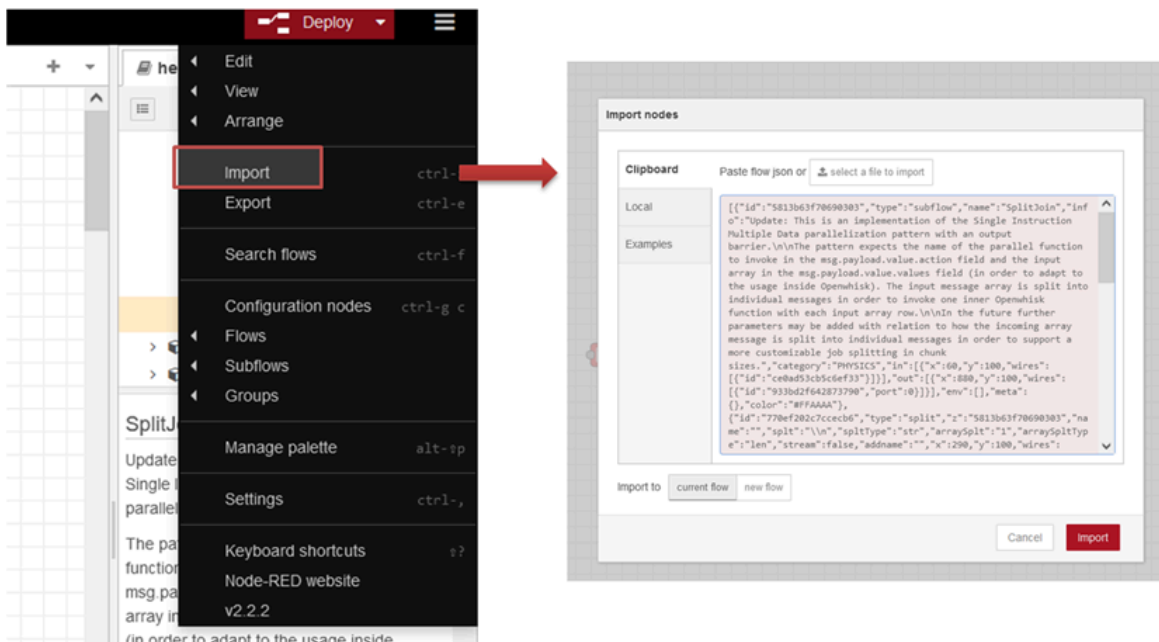 Deploy
he
Edit
View
Arrange
Import ctrl-
Export ctrl-e
Search flows ctrl-f
Configuration nodes ctrl-g c
Flows
Subflows
Groups
Manage palette alt-⇧p
Settings ctrl-,
Keyboard shortcuts ⇧?
Node-RED website
v2.2.2
SplitJ
Update
Single I
parallel
The pa
function
msg.pa
array in
(in order to adapt to the usage inside
Import nodes
Clipboard
Local
Examples
Paste flow json or select a file to import
[{"id":"5813b63f70690303","type":"subflow","name":"SplitJoin","inf
o":"Update: This is an implementation of the Single Instruction
Multiple Data parallelization pattern with an output
barrier.\n\nThe pattern expects the name of the parallel function
to invoke in the msg.payload.value.action field and the input
array in the msg.payload.value.values field (in order to adapt to
the usage inside Openwhisk). The input message array is split into
individual messages in order to invoke one inner Openwhisk
function with each input array row.\n\nIn the future further
parameters may be added with relation to how the incoming array
message is split into individual messages in order to support a
more customizable job splitting in chunk
sizes.","category":"PHYSICS","in":[{"x":60,"y":100,"wires":
[{"id":"ce0ad53cb5c6ef33"}]}],"out":[{"x":880,"y":100,"wires":
[{"id":"933bd2f642873790","port":0}]}],"env":[],"meta":
{},"color":"#FFAAAA"},
{"id":"770ef202c7ccecb6","type":"split","z":"5813b63f70690303","na
me":"","splt":"\\n","spltType":"str","arraySplt":"1","arraySpltTyp
e":"len","stream":false,"addname":"","x":290,"y":100,"wires":
Import to current flow new flow
Cancel Import